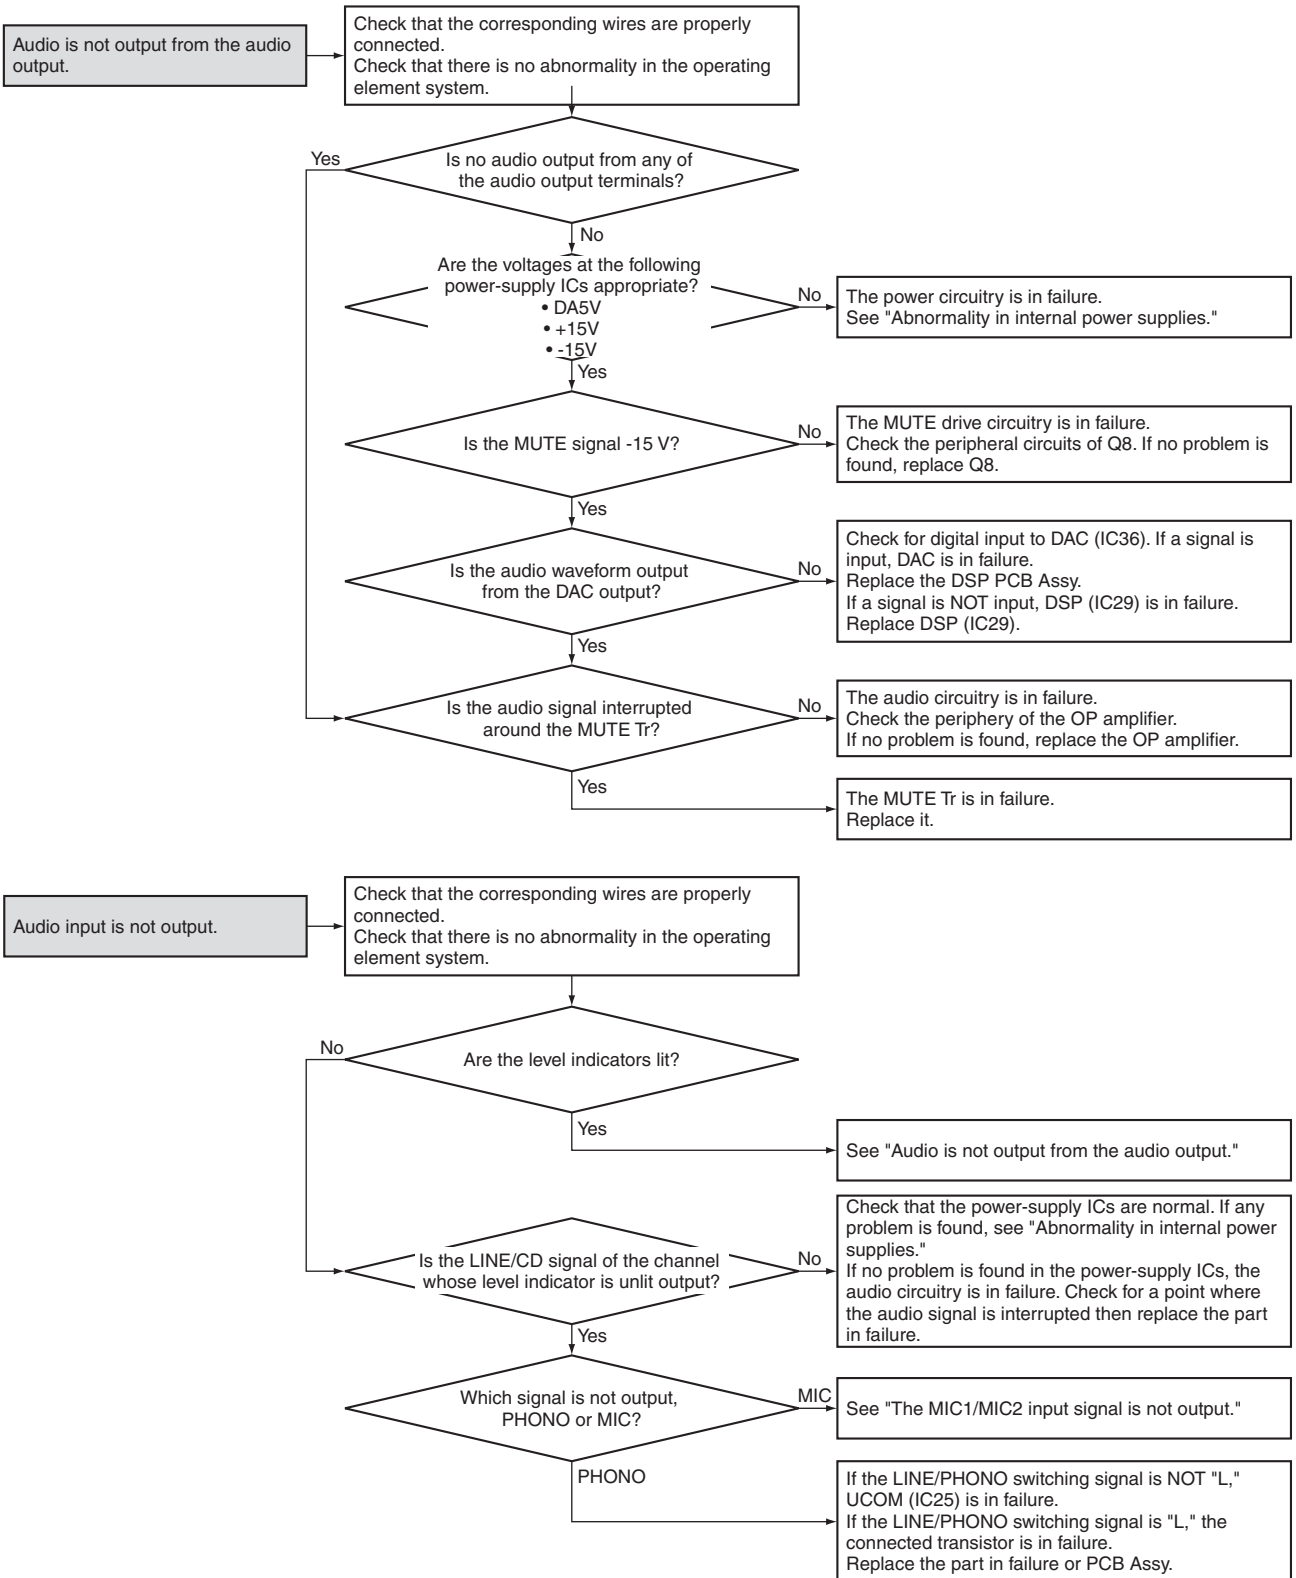 Audio is not output from the audio
output.
Check that the corresponding wires are properly
connected.
Check that there is no abnormality in the operating
element system.
Yes
Is no audio output from any of
the audio output terminals?
No
Are the voltages at the following
power-supply ICs appropriate?
• DA5V
• +15V
• -15V
No
The power circuitry is in failure.
See "Abnormality in internal power supplies."
Yes
Is the MUTE signal -15 V?
No
The MUTE drive circuitry is in failure.
Check the peripheral circuits of Q8. If no problem is
found, replace Q8.
Yes
Is the audio waveform output
from the DAC output?
No
Check for digital input to DAC (IC36). If a signal is
input, DAC is in failure.
Replace the DSP PCB Assy.
If a signal is NOT input, DSP (IC29) is in failure.
Replace DSP (IC29).
Yes
Is the audio signal interrupted
around the MUTE Tr?
No
The audio circuitry is in failure.
Check the periphery of the OP amplifier.
If no problem is found, replace the OP amplifier.
Yes
The MUTE Tr is in failure.
Replace it.
Audio input is not output.
Check that the corresponding wires are properly
connected.
Check that there is no abnormality in the operating
element system.
No
Are the level indicators lit?
Yes
See "Audio is not output from the audio output."
Is the LINE/CD signal of the channel
whose level indicator is unlit output?
No
Check that the power-supply ICs are normal. If any
problem is found, see "Abnormality in internal power
supplies."
If no problem is found in the power-supply ICs, the
audio circuitry is in failure. Check for a point where
the audio signal is interrupted then replace the part
in failure.
Yes
Which signal is not output,
PHONO or MIC?
MIC
See "The MIC1/MIC2 input signal is not output."
PHONO
If the LINE/PHONO switching signal is NOT "L,"
UCOM (IC25) is in failure.
If the LINE/PHONO switching signal is "L," the
connected transistor is in failure.
Replace the part in failure or PCB Assy.